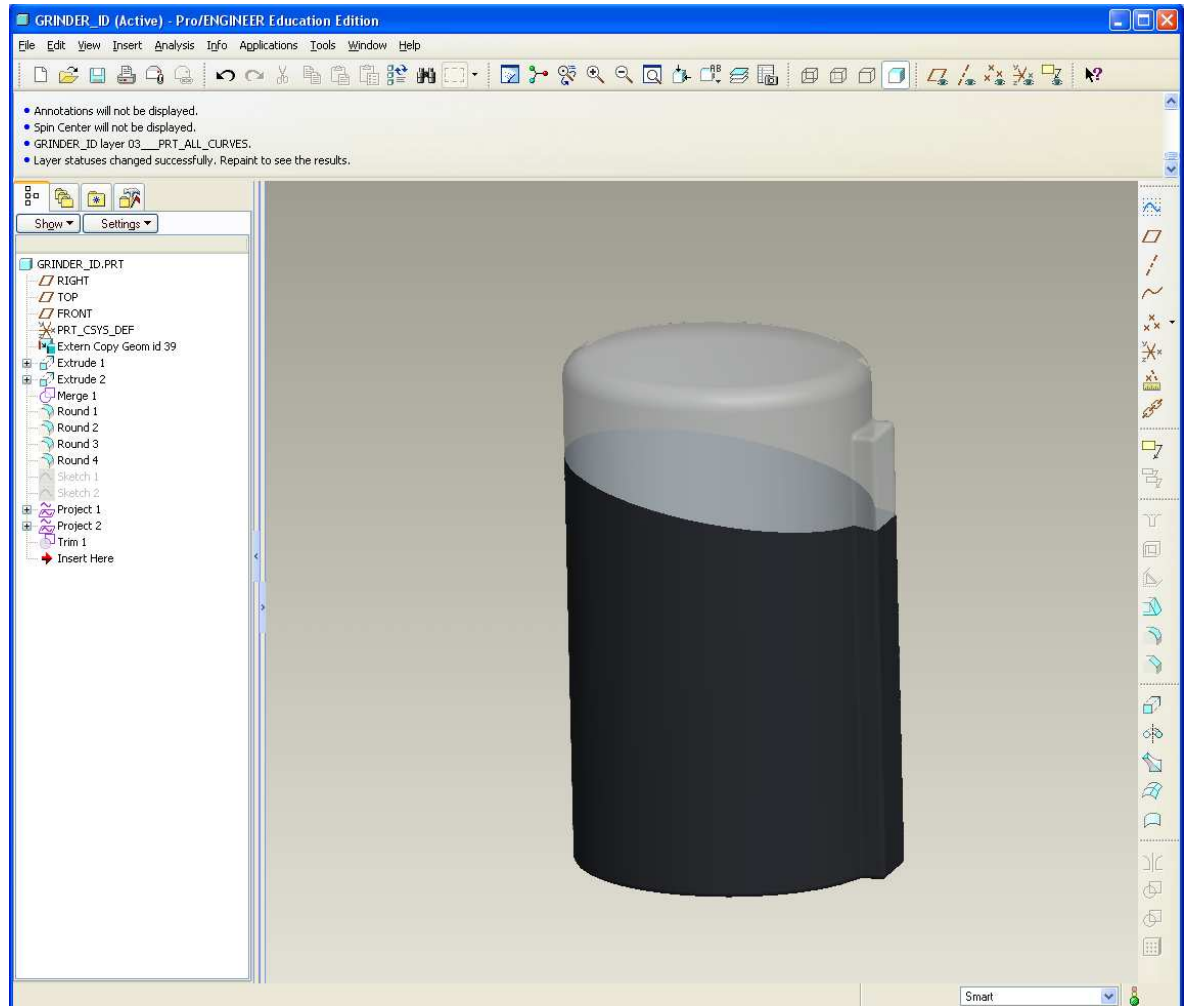 GRINDER_ID (Active) - Pro/ENGINEER Education Edition
File Edit View Insert Analysis Info Applications Tools Window Help
Annotations will not be displayed.
Spin Center will not be displayed.
GRINDER_ID layer 03___PRT_ALL_CURVES.
Layer statuses changed successfully. Repaint to see the results.
Show Settings
GRINDER_ID.PRT
RIGHT
TOP
FRONT
PRT_CSYS_DEF
Extern Copy Geom id 39
Extrude 1
Extrude 2
Merge 1
Round 1
Round 2
Round 3
Round 4
Sketch 1
Sketch 2
Project 1
Project 2
Trim 1
Insert Here
Smart